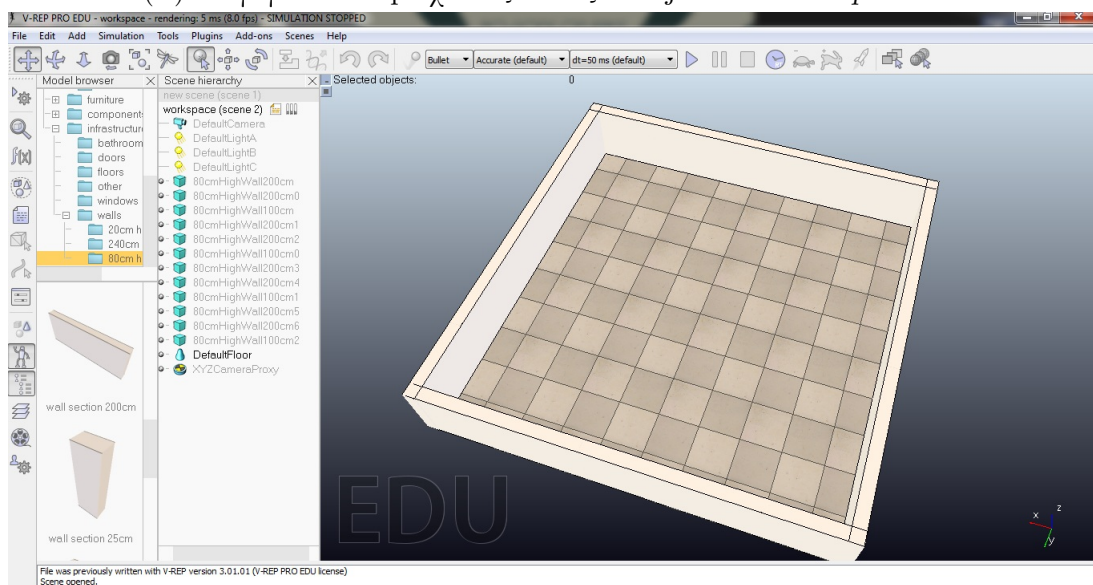 V-REP PRO EDU - workspace - rendering: 5 ms (8.0 fps) - SIMULATION STOPPED
File Edit Add Simulation Tools Plugins Add-ons Scenes Help
Bullet Accurate (default) dt=50 ms (default)
Model browser
furniture
component
infrastructure
bathroom
doors
floors
other
windows
walls
20cm h
240cm
80cm h
wall section 200cm
wall section 25cm
Scene hierarchy
new scene (scene 1)
workspace (scene 2)
DefaultCamera
DefaultLightA
DefaultLightB
DefaultLightC
80cmHighWall200cm
80cmHighWall200cm0
80cmHighWall100cm
80cmHighWall200cm1
80cmHighWall200cm2
80cmHighWall100cm0
80cmHighWall200cm3
80cmHighWall200cm4
80cmHighWall100cm1
80cmHighWall200cm5
80cmHighWall200cm6
80cmHighWall100cm2
DefaultFloor
XYZCameraProxy
Selected objects: 0
EDU
x z
y
File was previously written with V-REP version 3.01.01 (V-REP PRO EDU license)
Scene opened.